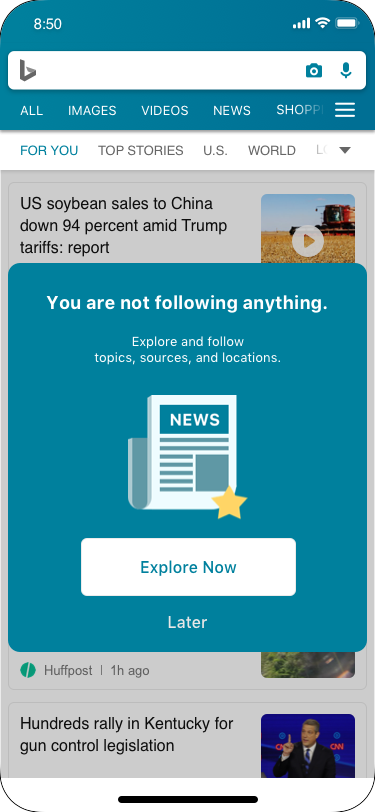 8:50
ALL IMAGES VIDEOS NEWS SHOPP
FOR YOU TOP STORIES U.S. WORLD
US soybean sales to China
down 94 percent amid Trump
tariffs: report
You are not following anything.
Explore and follow
topics, sources, and locations.
NEWS
Explore Now
Later
Huffpost | 1h ago
Hundreds rally in Kentucky for
gun control legislation
CNN